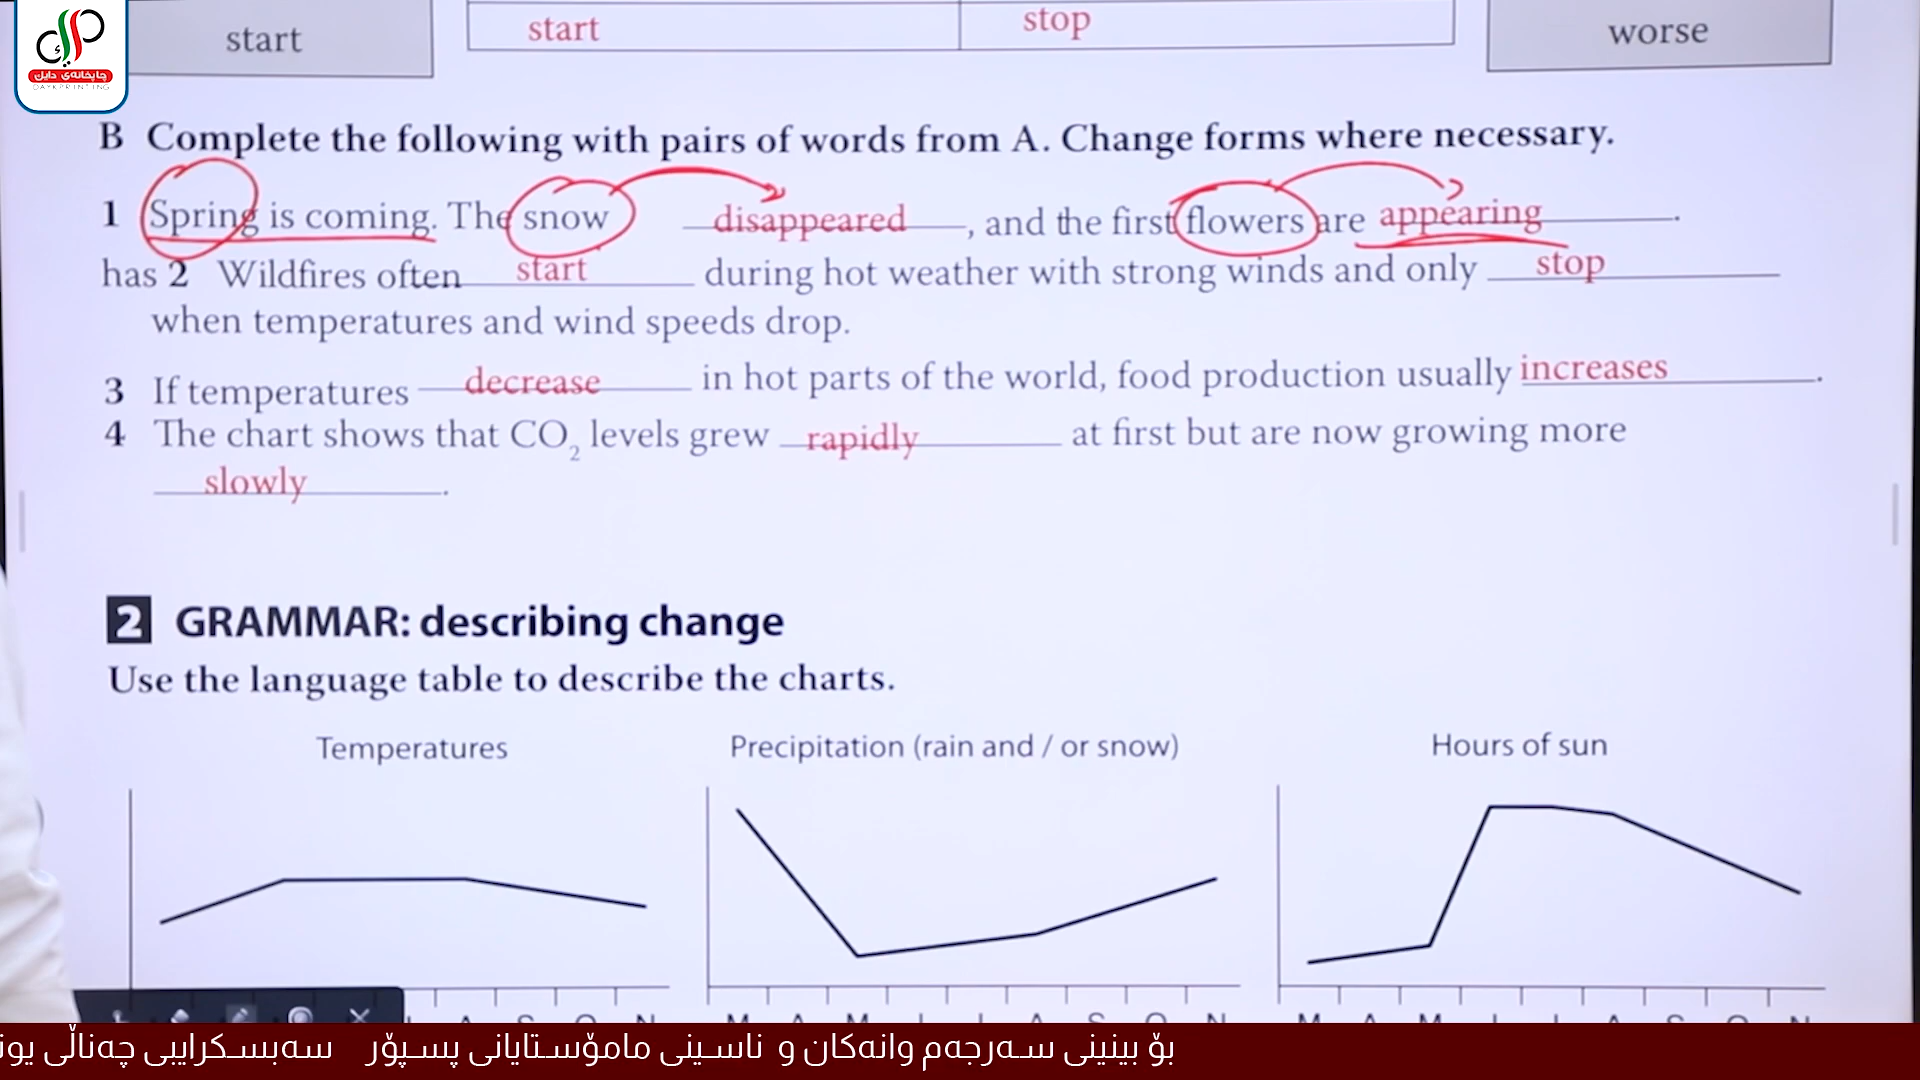 چاپخانەی دایک
DAYKPRINTING
start
start
stop
worse
B Complete the following with pairs of words from A. Change forms where necessary.
1 Spring is coming. The snow disappeared , and the first flowers are appearing .
has 2 Wildfires often start during hot weather with strong winds and only stop
when temperatures and wind speeds drop.
3 If temperatures decrease in hot parts of the world, food production usually increases .
4 The chart shows that CO₂ levels grew rapidly at first but are now growing more
slowly .
2 GRAMMAR: describing change
Use the language table to describe the charts.
Temperatures
Precipitation (rain and / or snow)
Hours of sun
بۆ بینینی سەرجەم وانەکان و ناسینی مامۆستایانی پسپۆڕ سەبسکرایبی چەناڵی